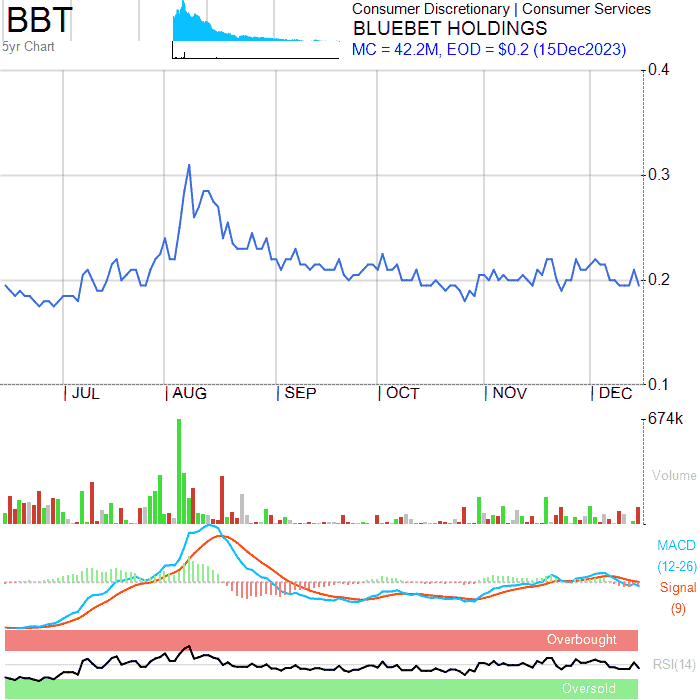 BBT
5yr Chart
Consumer Discretionary | Consumer Services
BLUEBET HOLDINGS
MC = 42.2M, EOD = $0.2 (15Dec2023)
0.4
0.3
0.2
0.1
JUL
AUG
SEP
OCT
NOV
DEC
674k
Volume
MACD
(12-26)
Signal
(9)
Overbought
RSI(14)
Oversold